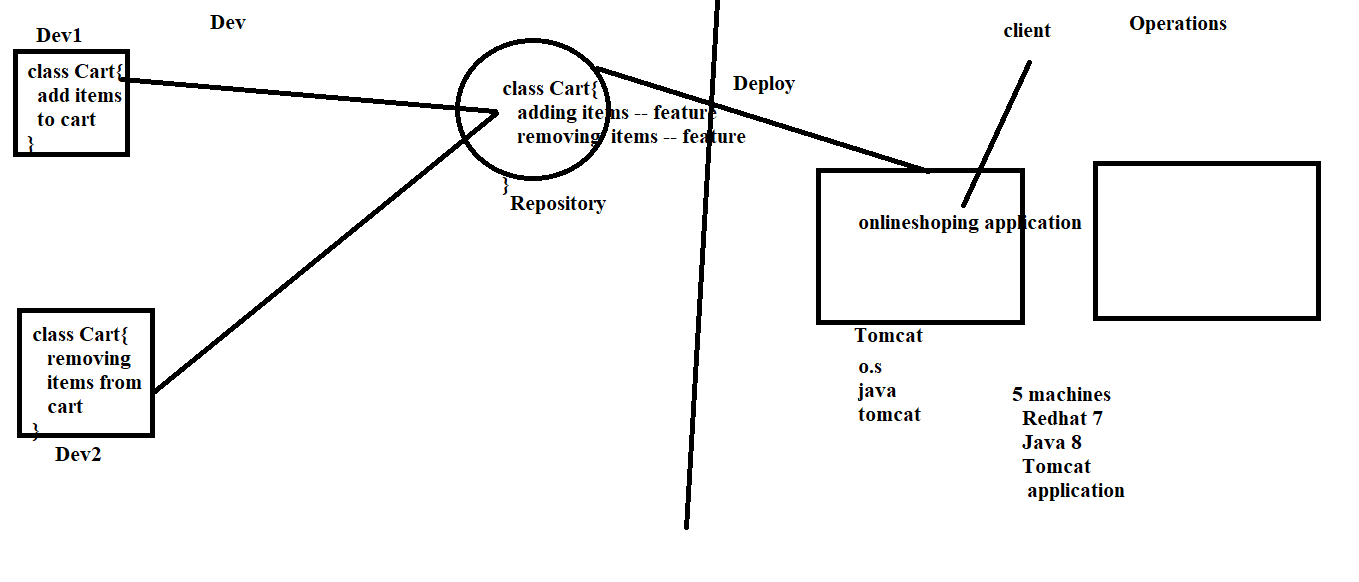 Dev
Dev1
class Cart{
add items
to cart
}
class Cart{
removing
items from
cart
}
Dev2
class Cart{
adding items -- feature
removing items -- feature
}
Repository
Deploy
client
Operations
onlineshoping application
Tomcat
o.s
java
tomcat
5 machines
Redhat 7
Java 8
Tomcat
application